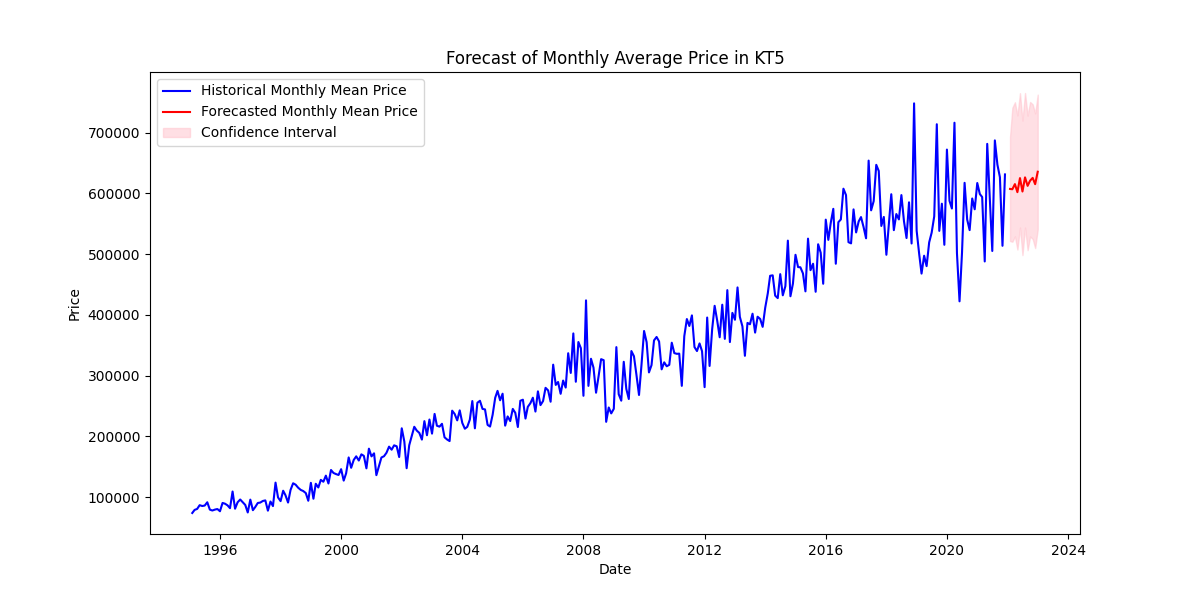 Forecast of Monthly Average Price in KT5
Historical Monthly Mean Price
Forecasted Monthly Mean Price
Confidence Interval
700000
600000
500000
400000
300000
200000
100000
Price
1996 2000 2004 2008 2012 2016 2020 2024
Date